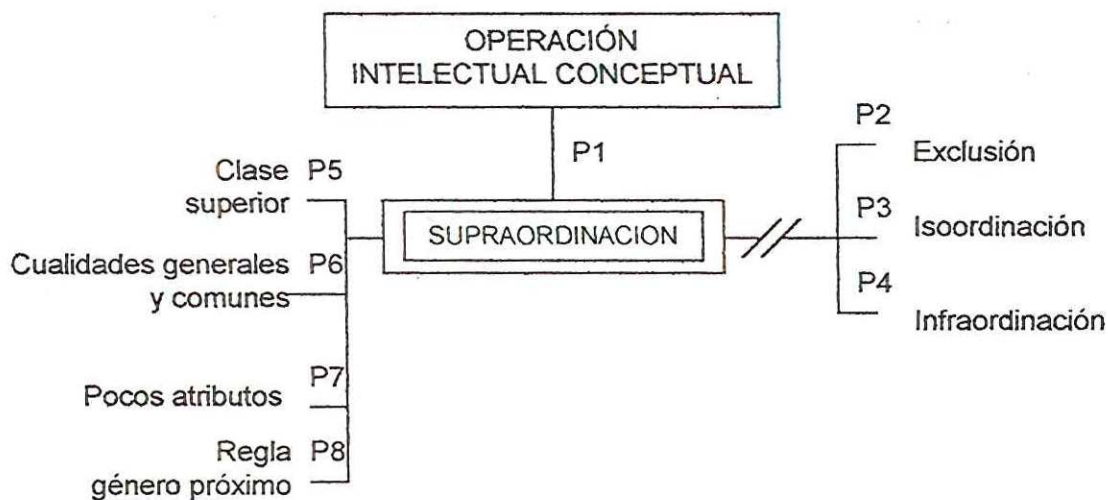 OPERACIÓN
INTELECTUAL CONCEPTUAL
P1
P2
Exclusión
P3
Isoordinación
P4
Infraordinación
SUPRAORDINACION
Clase P5
superior
Cualidades generales P6
y comunes
P7
Pocos atributos
Regla P8
género próximo